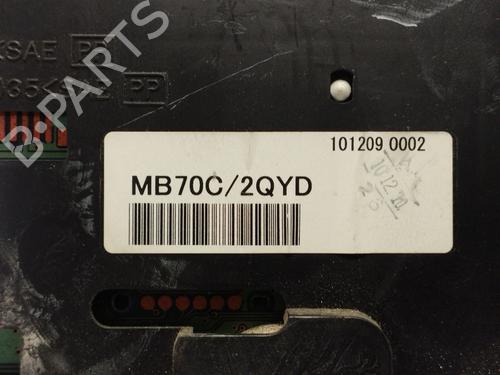 KSAE PP
PP
B-PARTS
101209 0002
MB70C/2QYD